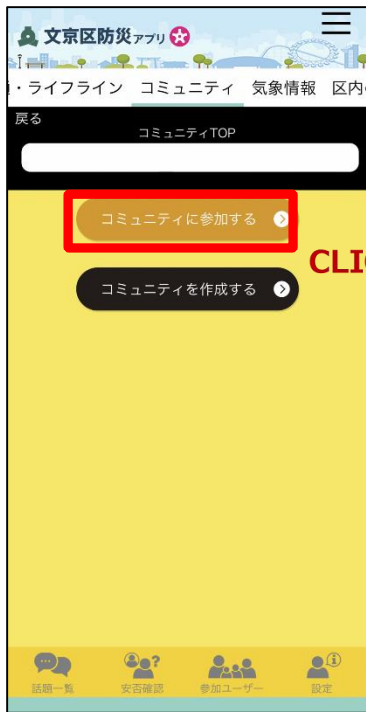 文京区防災アプリ
・ライフライン コミュニティ 気象情報 区内
戻る
コミュニティTOP
コミュニティに参加する
CLI
コミュニティを作成する
話題一覧 安否確認 参加ユーザー 設定